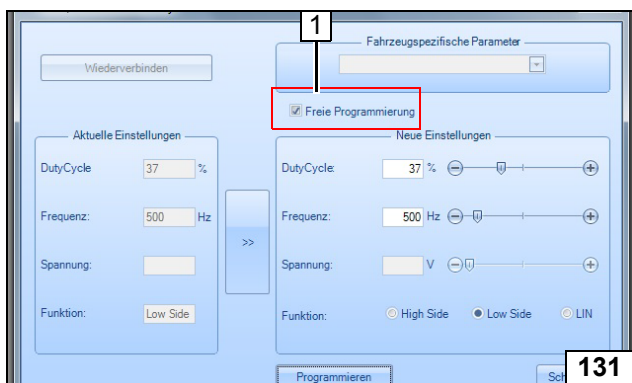 1
Fahrzeugspezifische Parameter
Wiederverbinden
Freie Programmierung
Aktuelle Einstellungen
DutyCycle 37 %
Frequenz: 500 Hz
Spannung:
Funktion: Low Side
>>
Neue Einstellungen
DutyCycle: 37 %
Frequenz: 500 Hz
Spannung: V
Funktion: High Side Low Side LIN
Programmieren
131